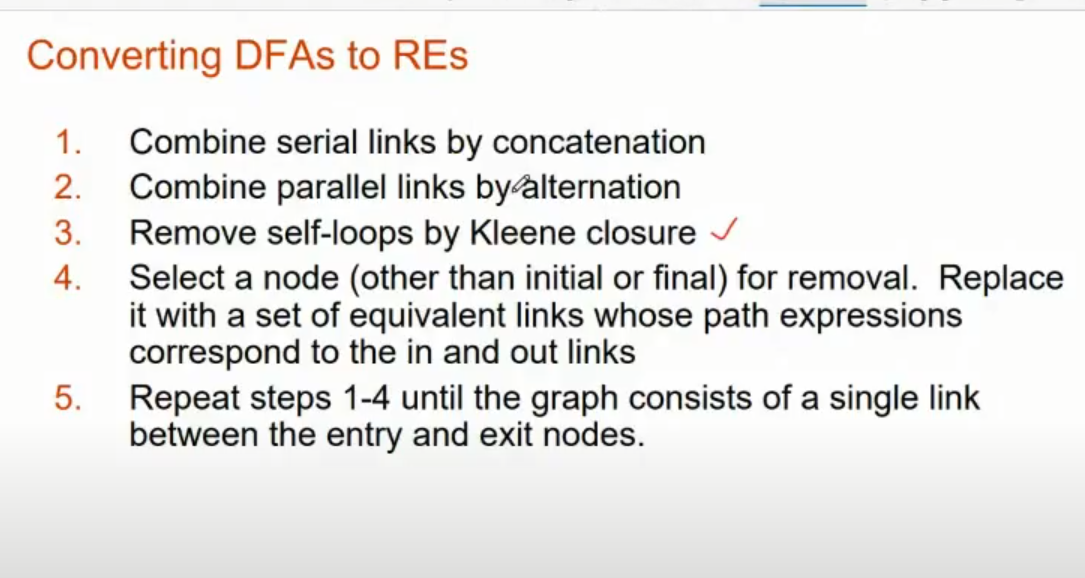 Converting DFAs to REs
1. Combine serial links by concatenation
2. Combine parallel links by alternation
3. Remove self-loops by Kleene closure ✓
4. Select a node (other than initial or final) for removal. Replace
it with a set of equivalent links whose path expressions
correspond to the in and out links
5. Repeat steps 1-4 until the graph consists of a single link
between the entry and exit nodes.